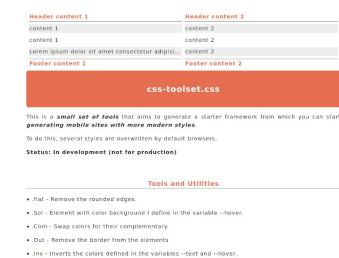 Header content 1 Header content 2
content 1 content 2
content 1 content 2
Lorem ipsum dolor sit amet consectetur adipisi... content 2
Footer content 1 Footer content 2
css-toolset.css
This is a small set of tools that aims to generate a starter framework from which you can star
generating mobile sites with more modern styles.
To do this, several styles are overwritten by default browsers.
Status: In development (not for production)
Tools and Utilities
• .flat - Remove the rounded edges.
• .Sol - Element with color background I define in the variable --hover.
• .Com - Swap colors for their complementary.
• .Out - Remove the border from the elements
• .Inv - Inverts the colors defined in the variables --text and --hover.